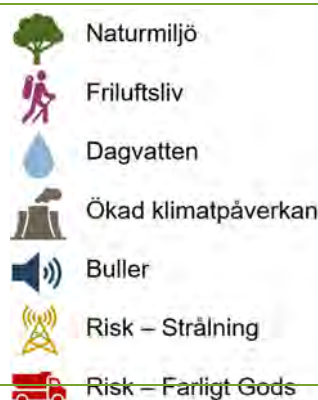 Naturmiljö
Friluftsliv
Dagvatten
Ökad klimatpåverkan
Buller
Risk – Strålning
Risk – Farligt Gods